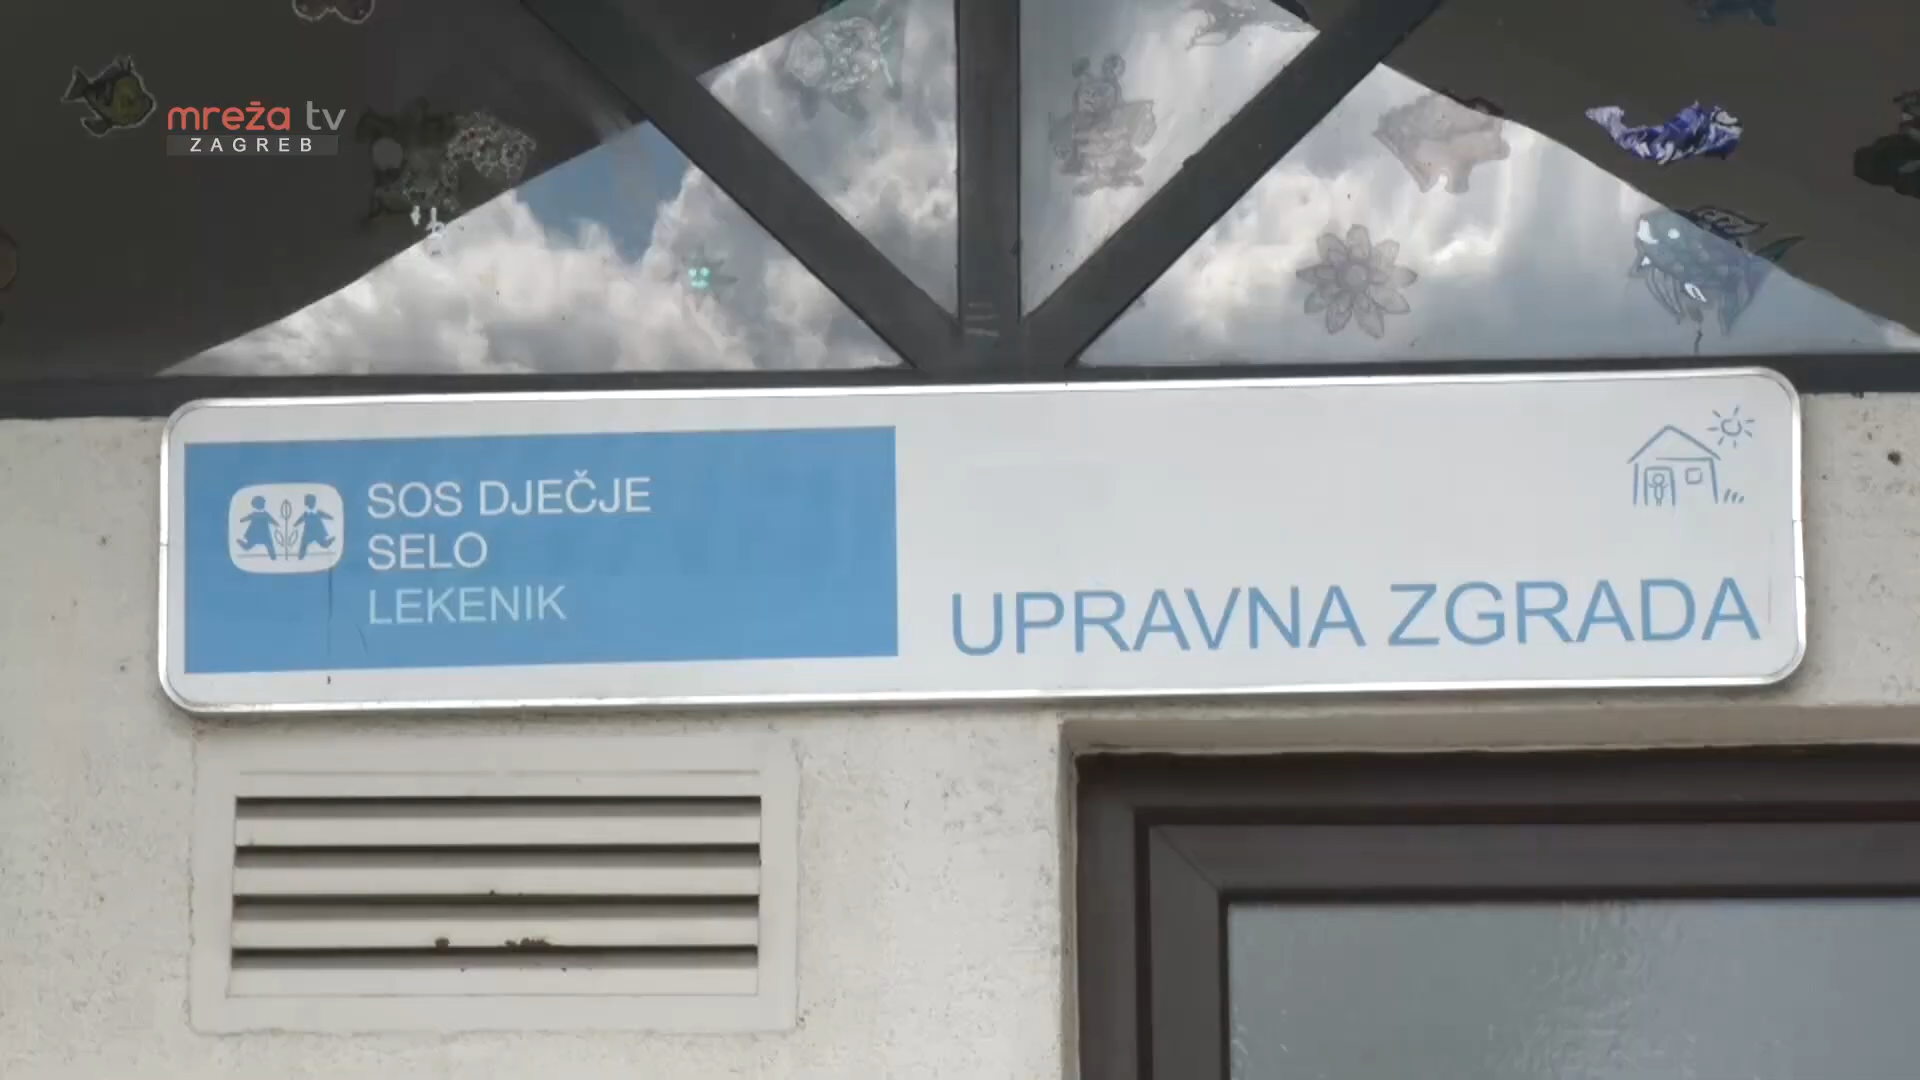 mreža tv
ZAGREB
SOS DJEČJE
SELO
LEKENIK
UPRAVNA ZGRADA